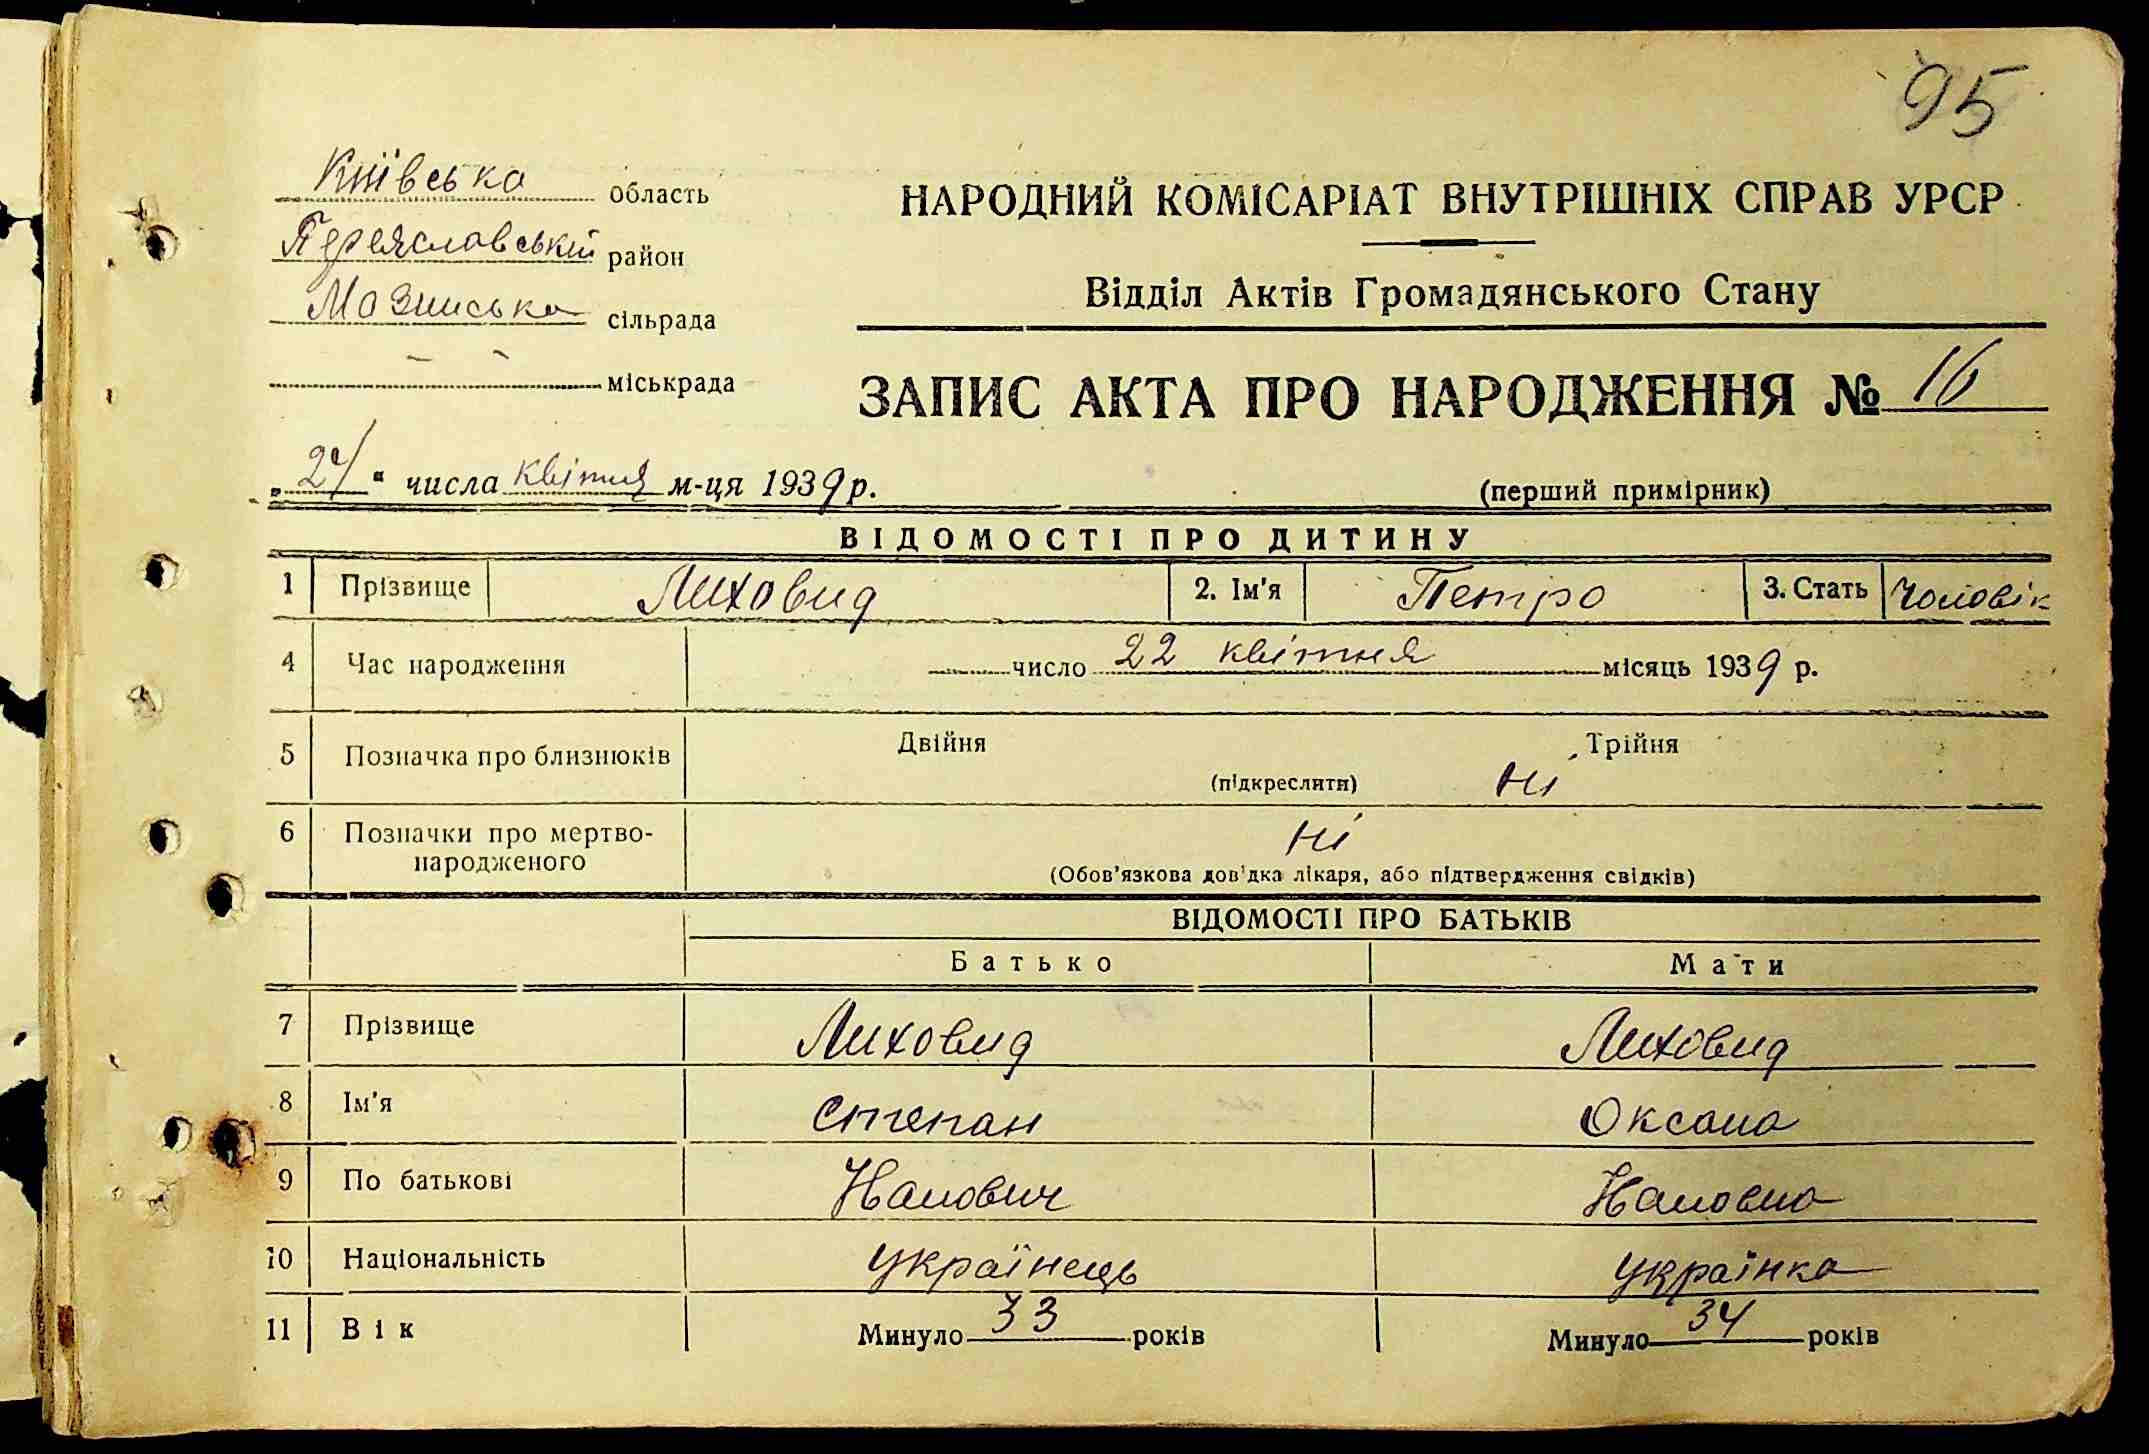 95
Київська область
Переяславський район
Мазінська сільрада
міськрада
НАРОДНИЙ КОМІСАРІАТ ВНУТРІШНІХ СПРАВ УРСР
Відділ Актів Громадянського Стану
ЗАПИС АКТА ПРО НАРОДЖЕННЯ № 16
„24“ числа квітня м-ця 1939 р.
(перший примірник)
ВІДОМОСТІ ПРО ДИТИНУ
1 Прізвище Лиховид 2. Ім'я Петро 3. Стать Чоловік
4 Час народження число 22 квітня місяць 1939 р.
5 Позначка про близнюків Двійня Трійня
(підкреслити) ні
6 Позначки про мертво-
народженого
ні
(Обов'язкова дов'дка лікаря, або підтвердження свідків)
ВІДОМОСТІ ПРО БАТЬКІВ
Батько Мати
7 Прізвище Лиховид Лиховид
8 Ім'я Степан Оксана
9 По батькові
10 Національність українець українка
11 Вік Минуло 33 років Минуло 34 років